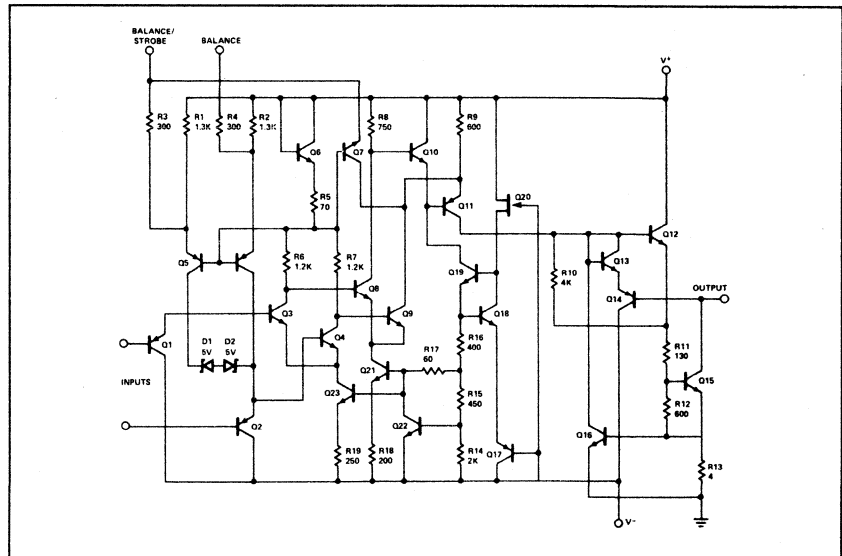 BALANCE/
STROBE
BALANCE
V+
R3
300
R1
1.3K
R4
300
R2
1.3K
Q6
R8
750
Q7
Q10
R9
600
R5
70
Q11
Q20
Q5
R6
1.2K
R7
1.2K
Q8
Q19
R10
4K
Q13
Q12
Q14
OUTPUT
Q3
Q9
Q18
Q1
D1
5V
D2
5V
Q4
R17
60
R16
400
R11
130
Q15
INPUTS
Q21
Q23
R15
450
R12
600
Q2
Q22
Q16
R19
250
R18
200
R14
2K
Q17
R13
4
V-